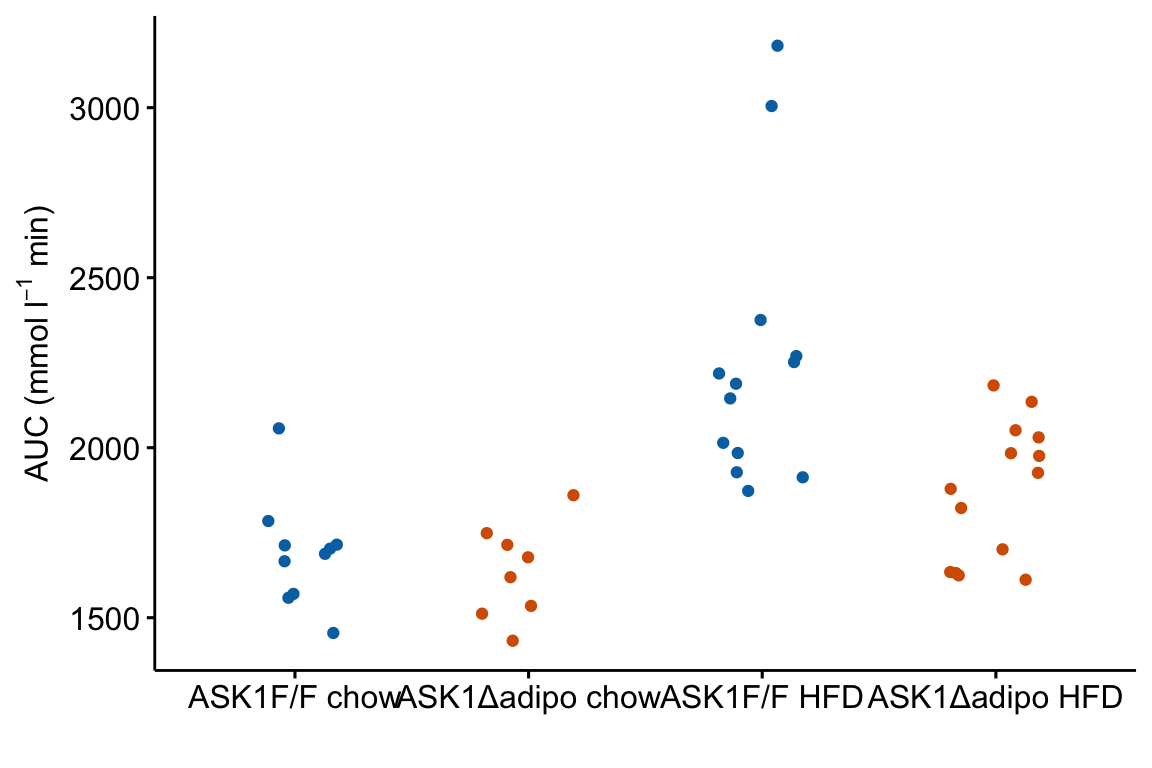 AUC (mmol l⁻¹ min)
3000
2500
2000
1500
ASK1F/F chow ASK1Δadipo chow ASK1F/F HFD ASK1Δadipo HFD